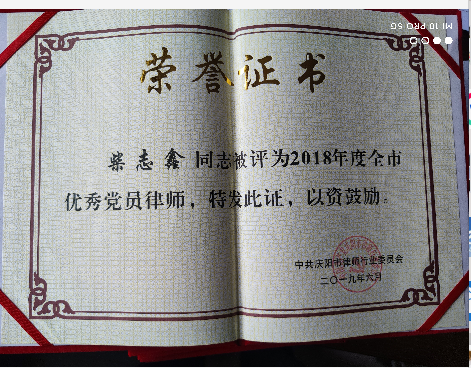 MI 10 PRO 5G
荣誉证书
柴志鑫 同志被评为2018年度全市
优秀党员律师，特发此证，以资鼓励。
中共庆阳市律师行业委员会
二〇一九年六月